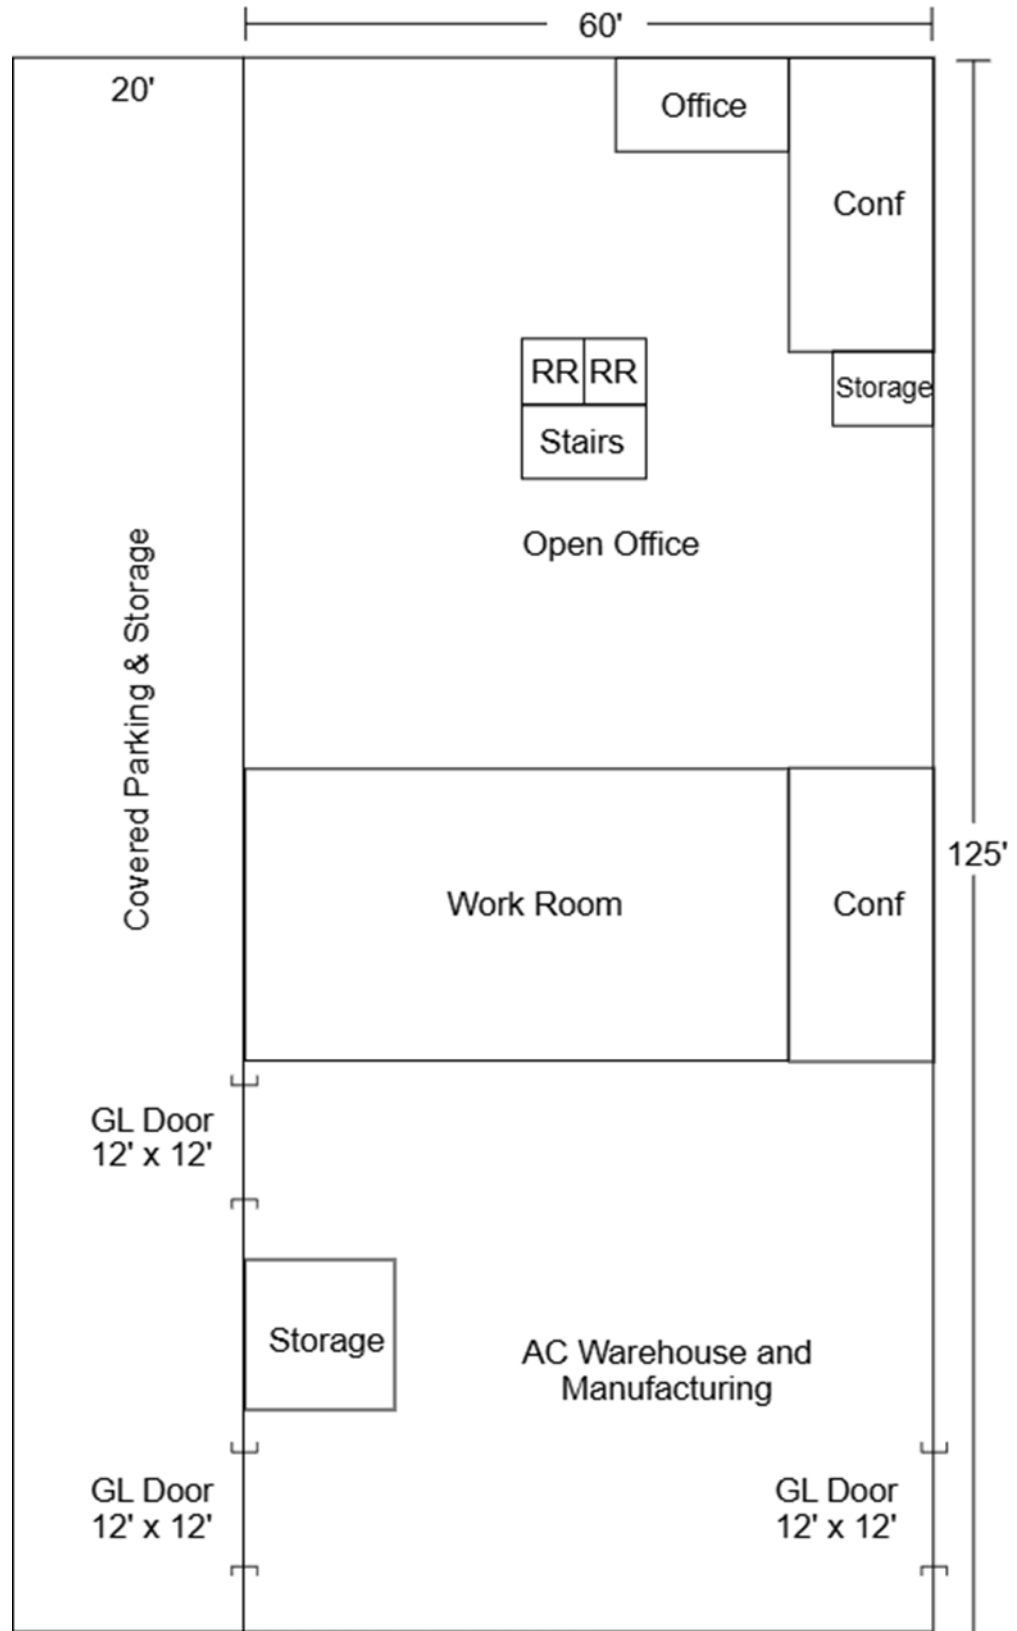 60'
20'
Office
Conf
RR RR
Storage
Stairs
Open Office
Covered Parking & Storage
125'
Work Room
Conf
GL Door
12' x 12'
Storage
AC Warehouse and
Manufacturing
GL Door
12' x 12'
GL Door
12' x 12'